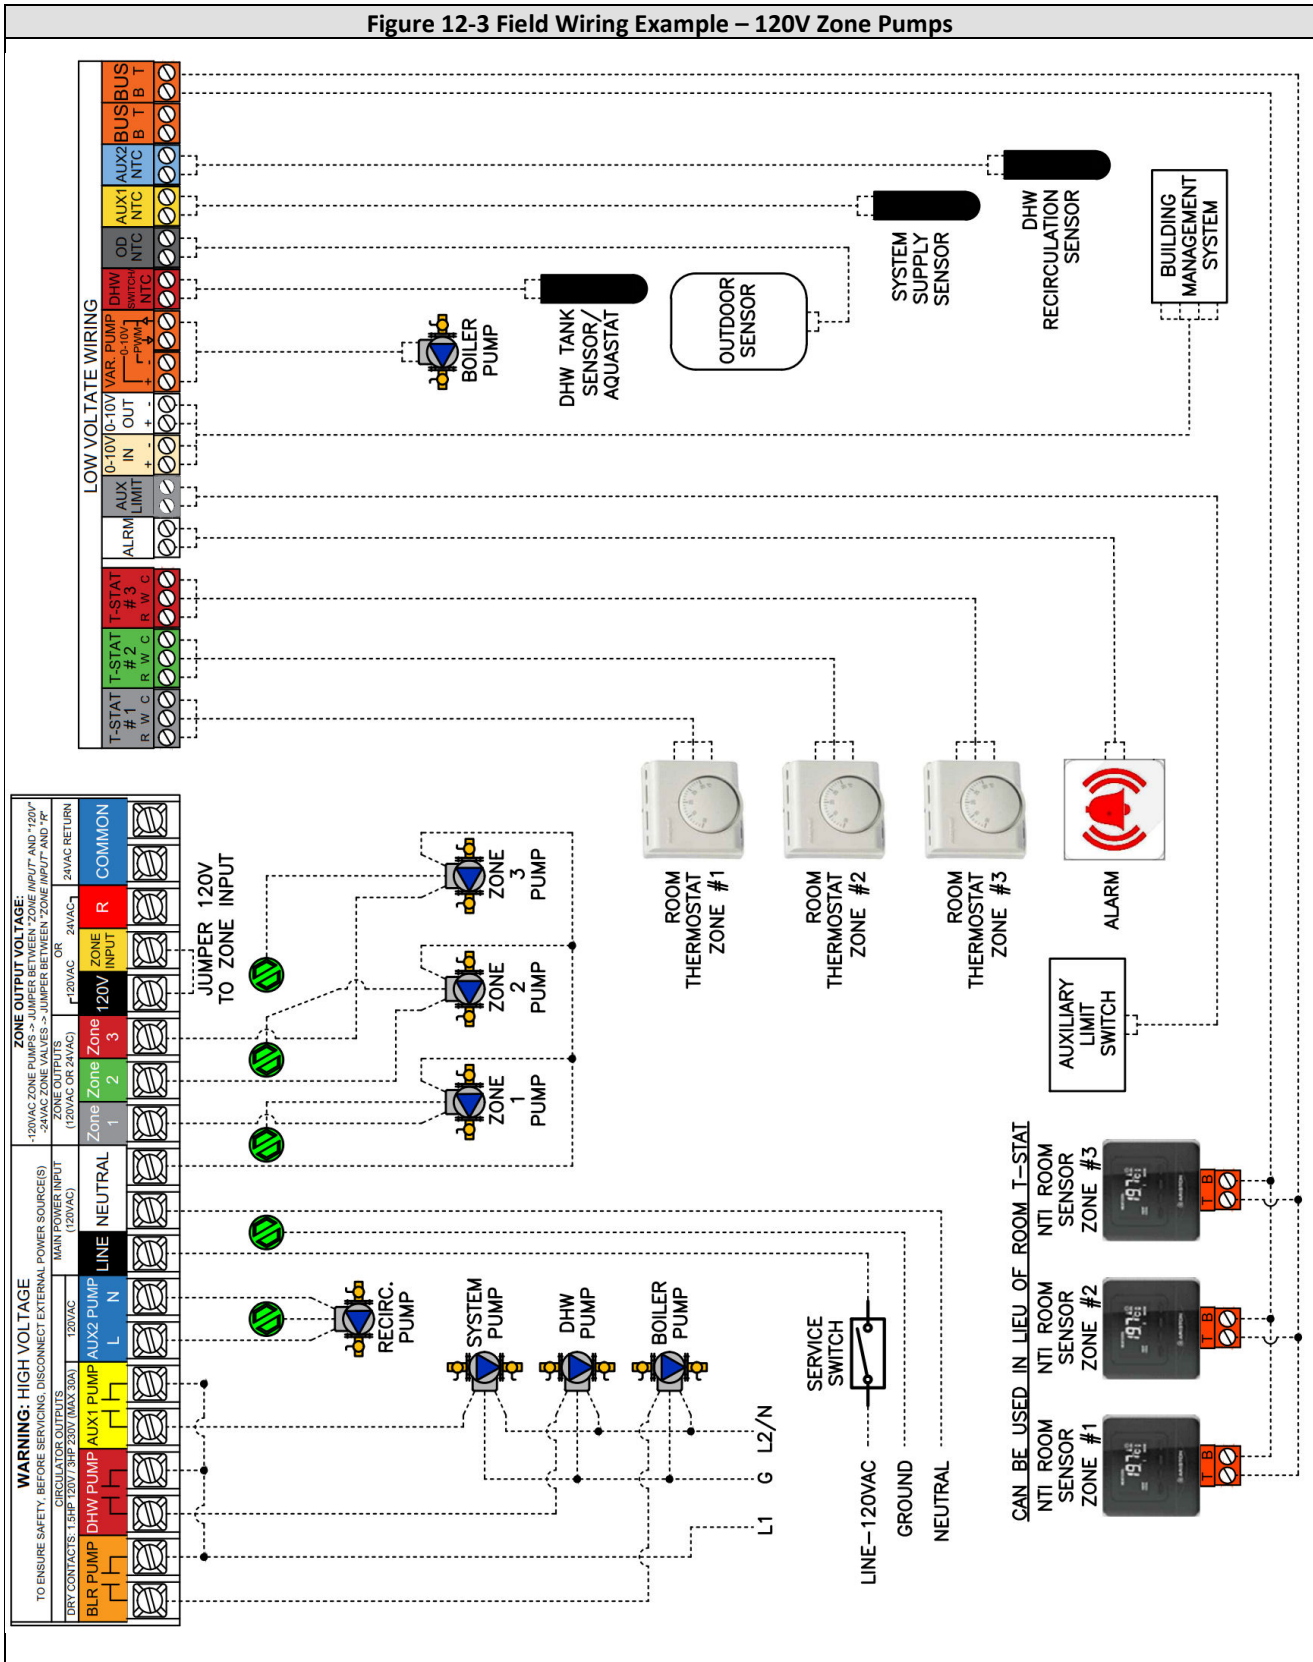 Figure 12-3 Field Wiring Example – 120V Zone Pumps
LOW VOLTATE WIRING
T-STAT
# 1
R W C
T-STAT
# 2
R W C
T-STAT
# 3
R W C
ALRM
AUX
LIMIT
0-10V
IN
+ -
0-10V
OUT
+ -
VAR. PUMP
0-10V
PWM
+ -
DHW
SWITCH/
NTC
OD
NTC
AUX1
NTC
AUX2
NTC
BUS
B T
BUS
B T
BOILER
PUMP
DHW TANK
SENSOR/
AQUASTAT
OUTDOOR
SENSOR
SYSTEM
SUPPLY
SENSOR
DHW
RECIRCULATION
SENSOR
BUILDING
MANAGEMENT
SYSTEM
ROOM
THERMOSTAT
ZONE #1
ROOM
THERMOSTAT
ZONE #2
ROOM
THERMOSTAT
ZONE #3
ALARM
AUXILIARY
LIMIT
SWITCH
WARNING: HIGH VOLTAGE
TO ENSURE SAFETY, BEFORE SERVICING, DISCONNECT EXTERNAL POWER SOURCE(S)
CIRCULATOR OUTPUTS
DRY CONTACTS: 1.5HP 120V / 3HP 230V (MAX 30A)
120VAC
MAIN POWER INPUT
(120VAC)
ZONE OUTPUT VOLTAGE:
-120VAC ZONE PUMPS -> JUMPER BETWEEN "ZONE INPUT" AND "120V"
-24VAC ZONE VALVES -> JUMPER BETWEEN "ZONE INPUT" AND "R"
ZONE OUTPUTS
(120VAC OR 24VAC)
120VAC
OR
24VAC
24VAC RETURN
BLR PUMP
DHW PUMP
AUX1 PUMP
AUX2 PUMP
L N
LINE
NEUTRAL
Zone
1
Zone
2
Zone
3
120V
ZONE
INPUT
R
COMMON
JUMPER 120V
TO ZONE INPUT
ZONE
1
PUMP
ZONE
2
PUMP
ZONE
3
PUMP
RECIRC.
PUMP
SYSTEM
PUMP
DHW
PUMP
BOILER
PUMP
SERVICE
SWITCH
L1
G
L2/N
LINE-120VAC
GROUND
NEUTRAL
CAN BE USED IN LIEU OF ROOM T-STAT
NTI ROOM
SENSOR
ZONE #1
T B
NTI ROOM
SENSOR
ZONE #2
T B
NTI ROOM
SENSOR
ZONE #3
T B